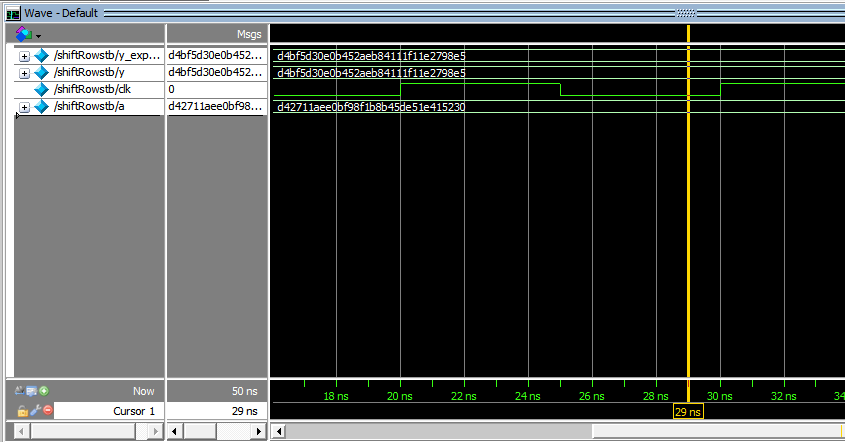 Wave - Default
Msgs
/shiftRowstb/y_exp... d4bf5d30e0b452... d4bf5d30e0b452aeb84111f11e2798e5
/shiftRowstb/y d4bf5d30e0b452... d4bf5d30e0b452aeb84111f11e2798e5
/shiftRowstb/clk 0
/shiftRowstb/a d42711aee0bf98... d42711aee0bf98f1b8b45de51e415230
Now 50 ns 18 ns 20 ns 22 ns 24 ns 26 ns 28 ns 30 ns 32 ns 34
Cursor 1 29 ns 29 ns